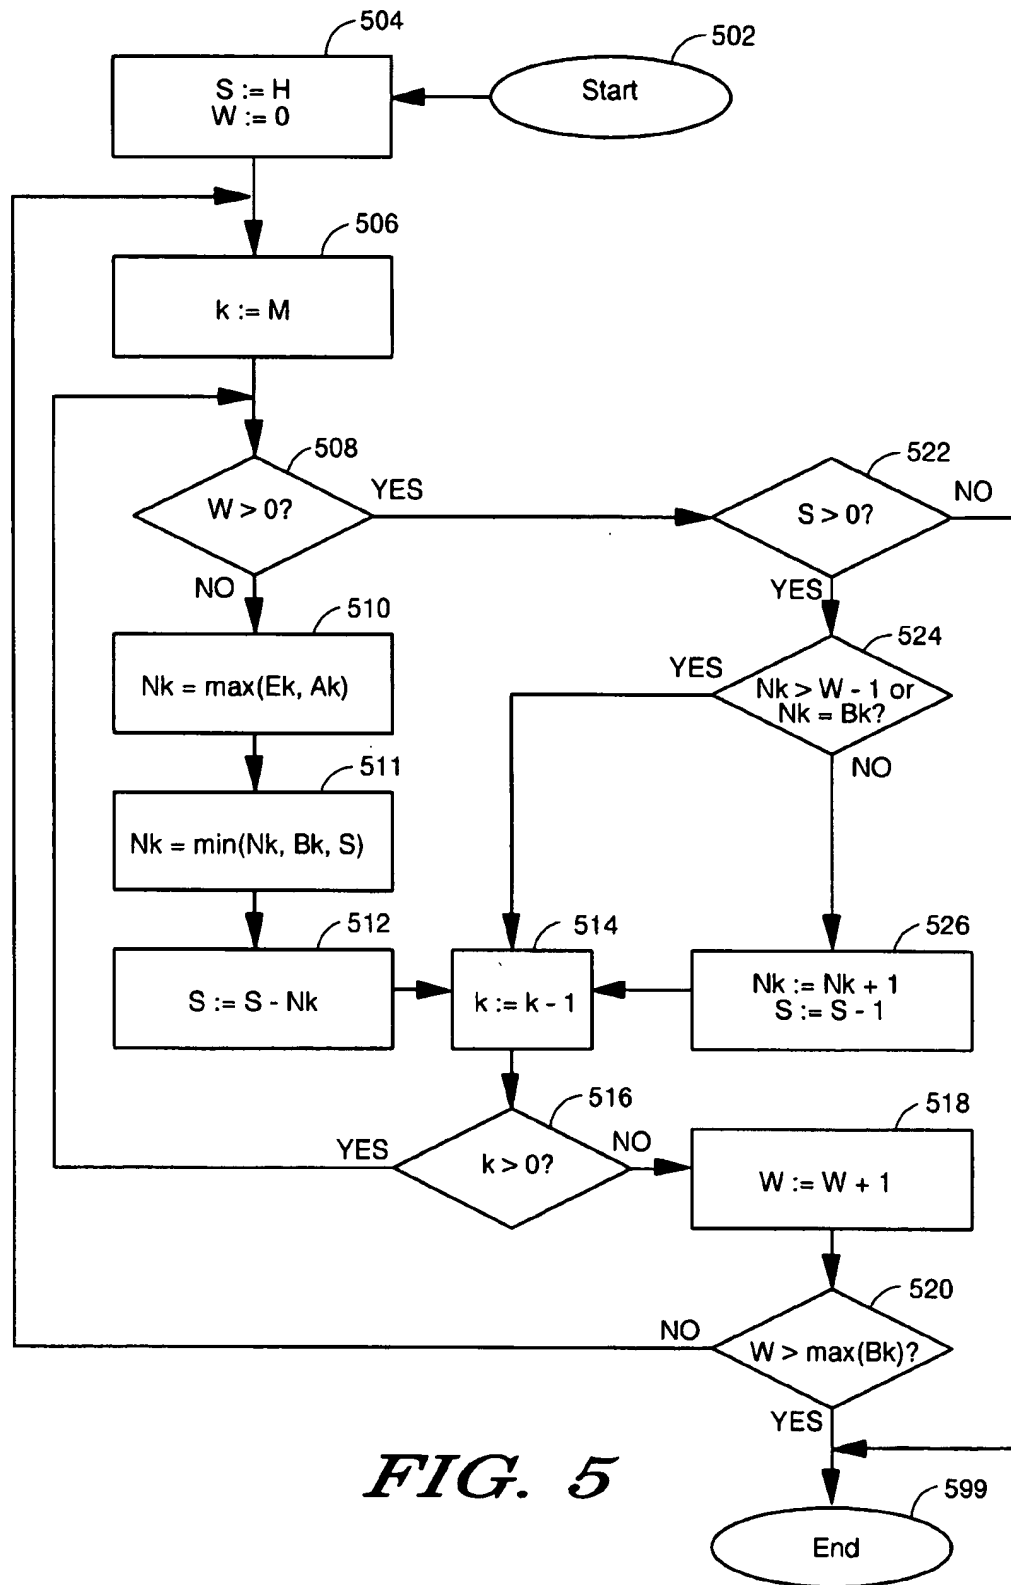 504
S := H
W := 0
502
Start
506
k := M
508
W > 0?
YES
NO
522
S > 0?
NO
YES
510
Nk = max(Ek, Ak)
524
Nk > W - 1 or
Nk = Bk?
YES
NO
511
Nk = min(Nk, Bk, S)
512
S := S - Nk
514
k := k - 1
526
Nk := Nk + 1
S := S - 1
516
k > 0?
YES
NO
518
W := W + 1
520
W > max(Bk)?
NO
YES
599
End
FIG. 5